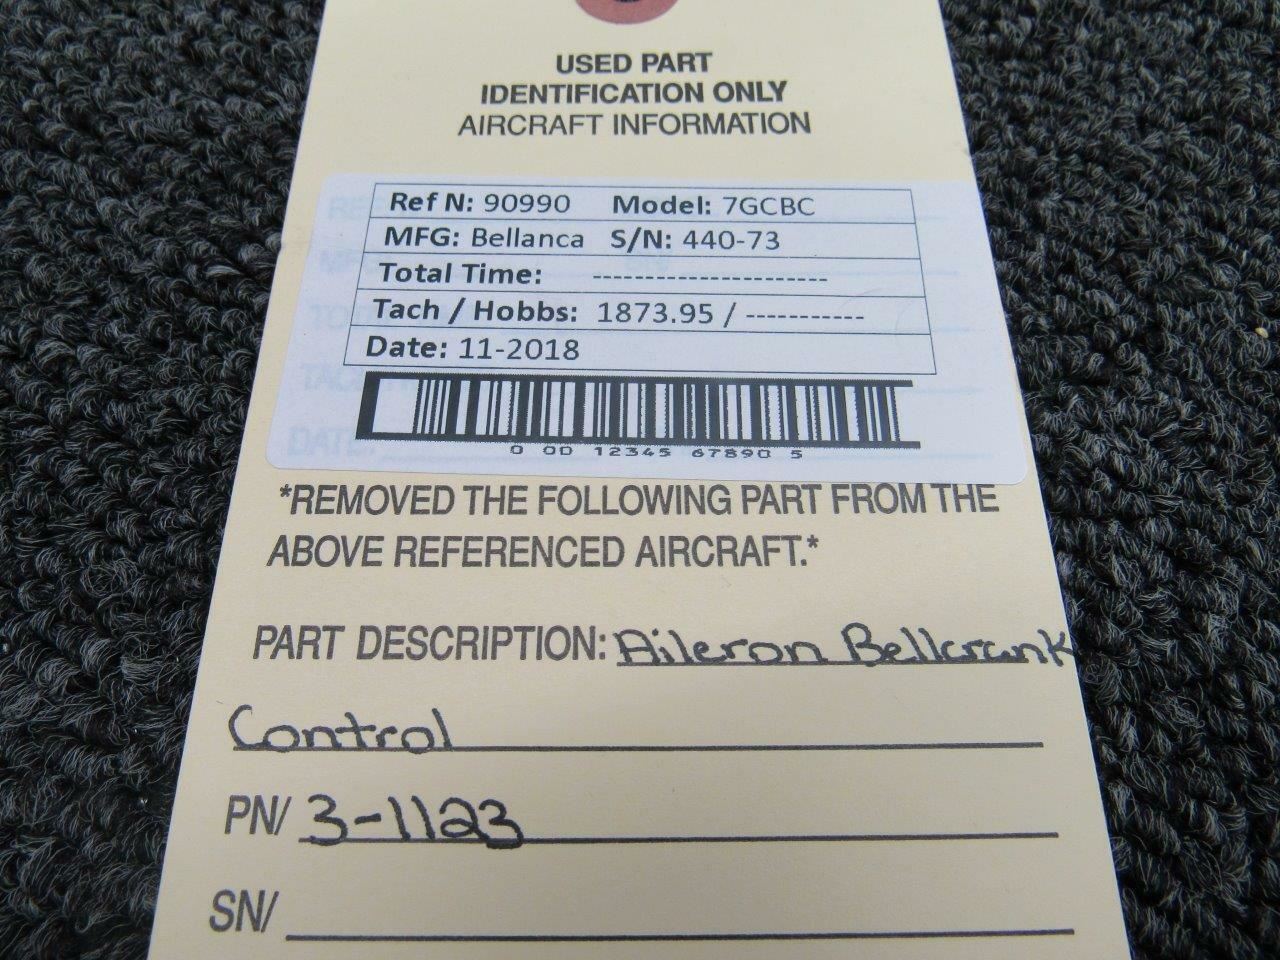 USED PART
IDENTIFICATION ONLY
AIRCRAFT INFORMATION
Ref N: 90990 Model: 7GCBC
MFG: Bellanca S/N: 440-73
Total Time: --------------------
Tach / Hobbs: 1873.95 / -----------
Date: 11-2018
0 00 12345 67890 5
*REMOVED THE FOLLOWING PART FROM THE
ABOVE REFERENCED AIRCRAFT.*
PART DESCRIPTION: Aileron Bellcrank
Control
PN/ 3-1123
SN/